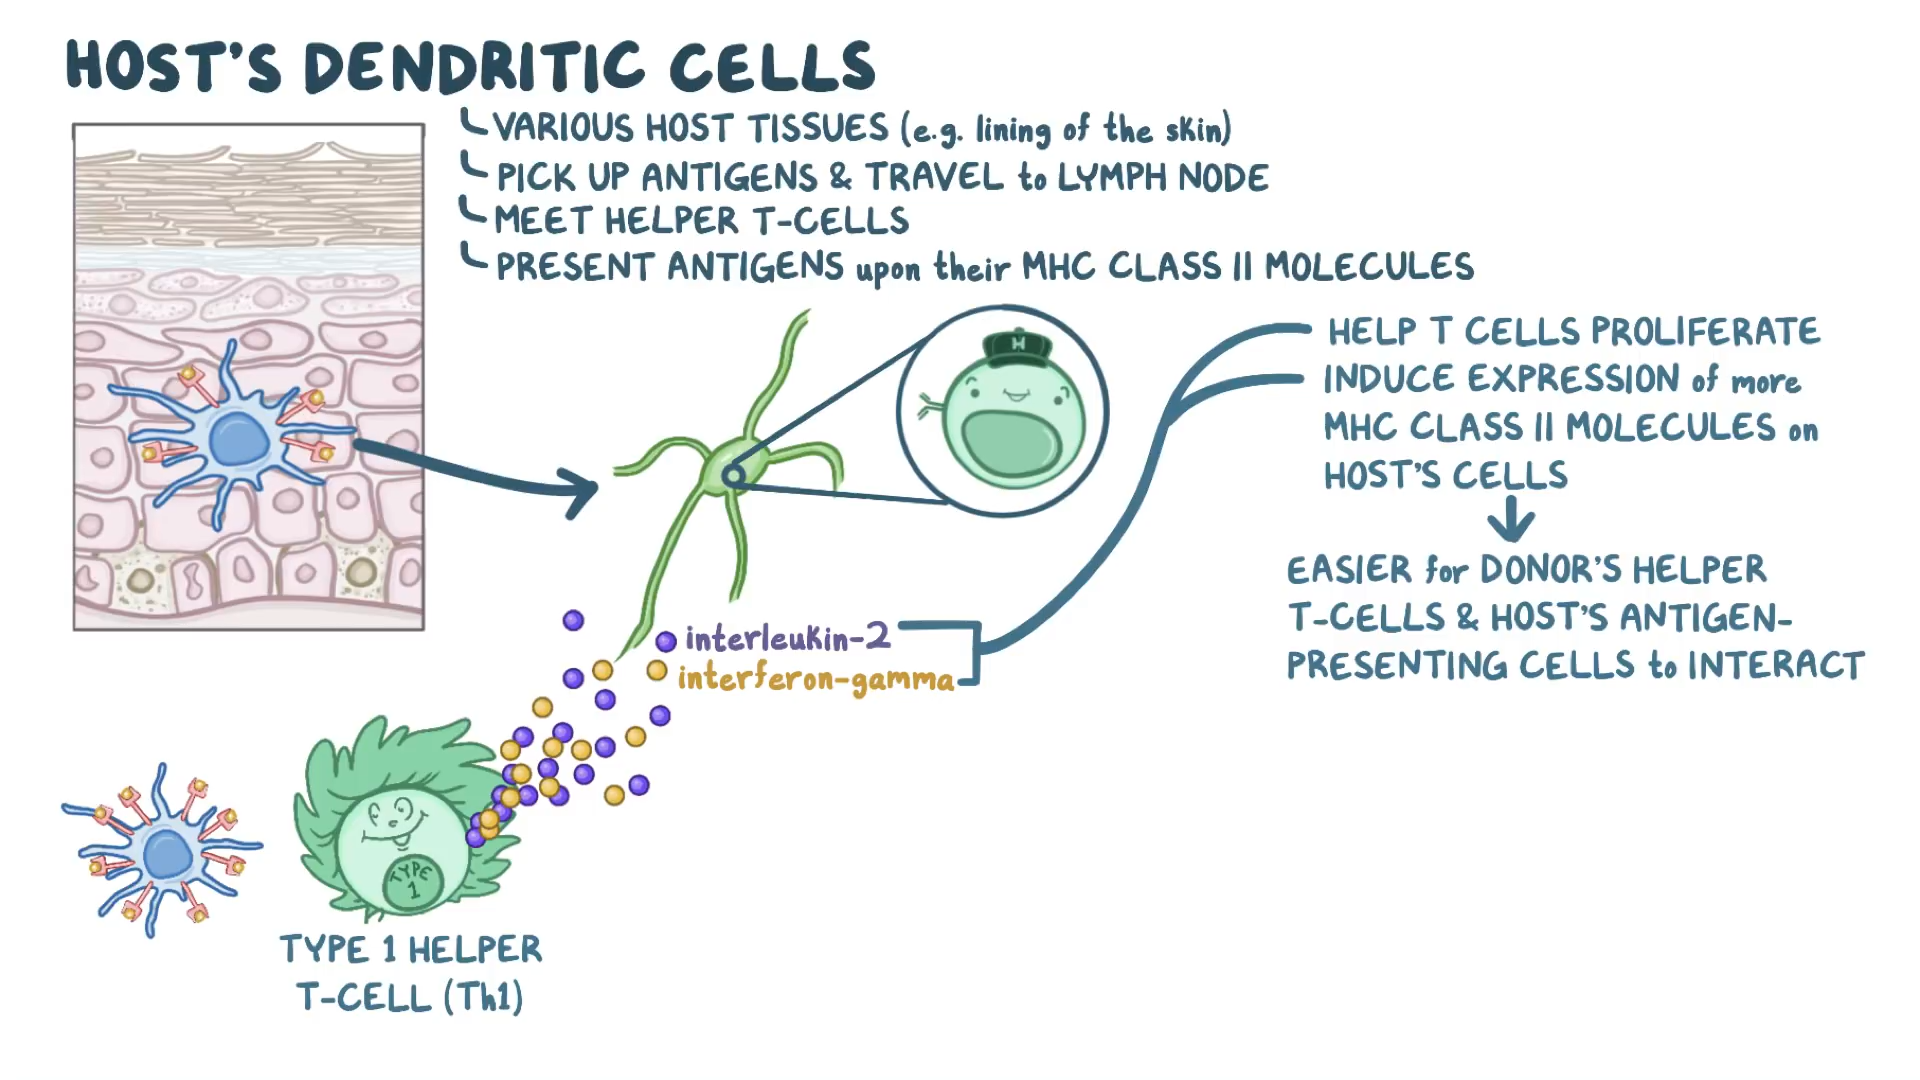 HOST'S DENDRITIC CELLS
VARIOUS HOST TISSUES (e.g. lining of the skin)
PICK UP ANTIGENS & TRAVEL to LYMPH NODE
MEET HELPER T-CELLS
PRESENT ANTIGENS upon their MHC CLASS II MOLECULES
H
HELP T CELLS PROLIFERATE
INDUCE EXPRESSION of more
MHC CLASS II MOLECULES on
HOST'S CELLS
EASIER for DONOR'S HELPER
T-CELLS & HOST'S ANTIGEN-
PRESENTING CELLS to INTERACT
interleukin-2
interferon-gamma
TYPE
1
TYPE 1 HELPER
T-CELL (Th1)